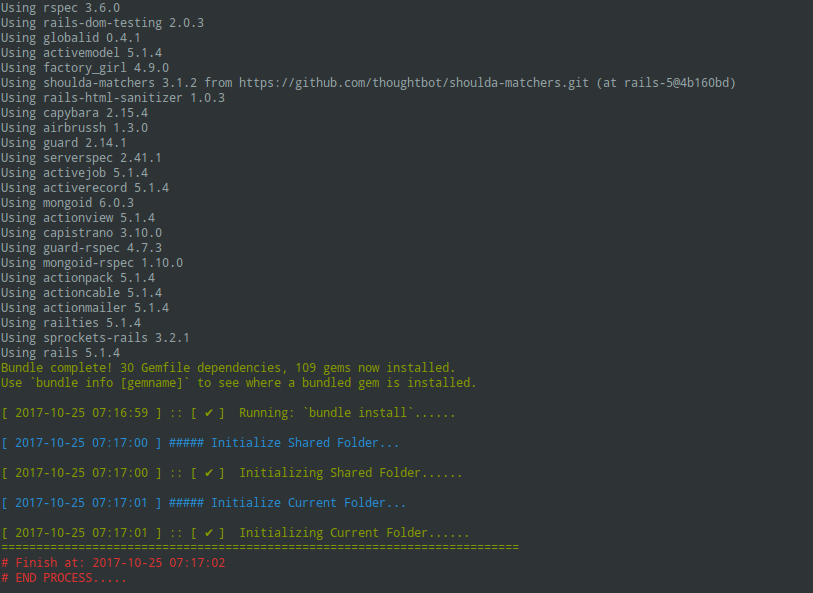 Using rspec 3.6.0
Using rails-dom-testing 2.0.3
Using globalid 0.4.1
Using activemodel 5.1.4
Using factory_girl 4.9.0
Using shoulda-matchers 3.1.2 from https://github.com/thoughtbot/shoulda-matchers.git (at rails-5@4b160bd)
Using rails-html-sanitizer 1.0.3
Using capybara 2.15.4
Using airbrussh 1.3.0
Using guard 2.14.1
Using serverspec 2.41.1
Using activejob 5.1.4
Using activerecord 5.1.4
Using mongoid 6.0.3
Using actionview 5.1.4
Using capistrano 3.10.0
Using guard-rspec 4.7.3
Using mongoid-rspec 1.10.0
Using actionpack 5.1.4
Using actioncable 5.1.4
Using actionmailer 5.1.4
Using railties 5.1.4
Using sprockets-rails 3.2.1
Using rails 5.1.4
Bundle complete! 30 Gemfile dependencies, 109 gems now installed.
Use `bundle info [gemname]` to see where a bundled gem is installed.
[ 2017-10-25 07:16:59 ] :: [ ✔ ]  Running: `bundle install`......
[ 2017-10-25 07:17:00 ] ##### Initialize Shared Folder...
[ 2017-10-25 07:17:00 ] :: [ ✔ ]  Initializing Shared Folder......
[ 2017-10-25 07:17:01 ] ##### Initialize Current Folder...
[ 2017-10-25 07:17:01 ] :: [ ✔ ]  Initializing Current Folder......
==========================================================================
# Finish at: 2017-10-25 07:17:02
# END PROCESS.....